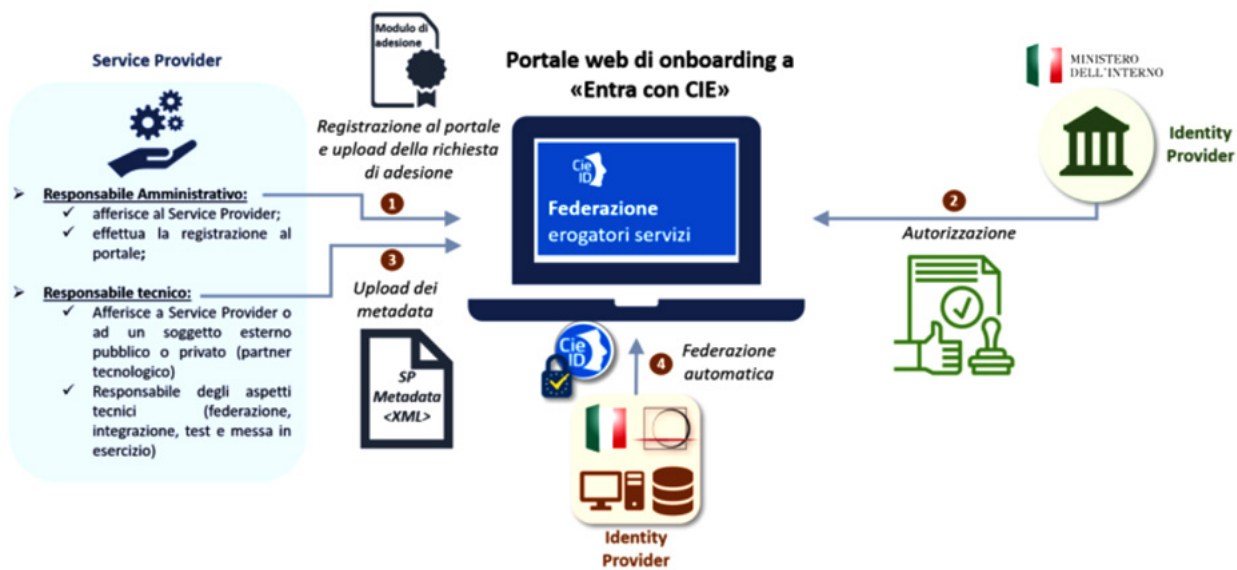 Service Provider
Responsabile Amministrativo:
afferisce al Service Provider;
effettua la registrazione al
portale;
Responsabile tecnico:
Afferisce a Service Provider o
ad un soggetto esterno
pubblico o privato (partner
tecnologico)
Responsabile degli aspetti
tecnici (federazione,
integrazione, test e messa in
esercizio)
Modulo di
adesione
Registrazione al portale
e upload della richiesta
di adesione
1
3
Upload dei
metadata
SP
Metadata
<XML>
Portale web di onboarding a
«Entra con CIE»
Cie
ID
Federazione
erogatori servizi
Cie
ID
4
Federazione
automatica
Identity
Provider
MINISTERO
DELL'INTERNO
Identity
Provider
2
Autorizzazione